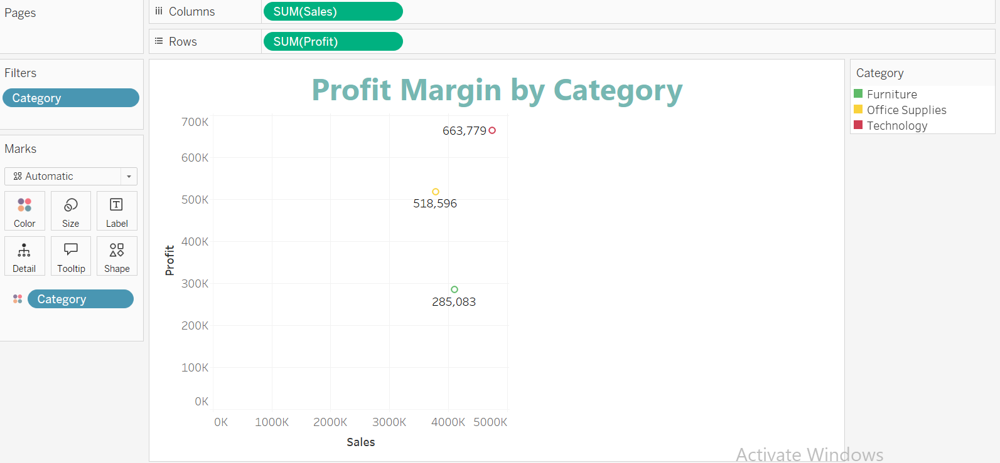 Pages
Columns SUM(Sales)
Rows SUM(Profit)
Filters
Category
Marks
Automatic
Color Size Label
Detail Tooltip Shape
Category
Profit Margin by Category
700K
600K
500K
400K
300K
200K
100K
0K
Profit
663,779
518,596
285,083
0K 1000K 2000K 3000K 4000K 5000K
Sales
Category
Furniture
Office Supplies
Technology
Activate Windows